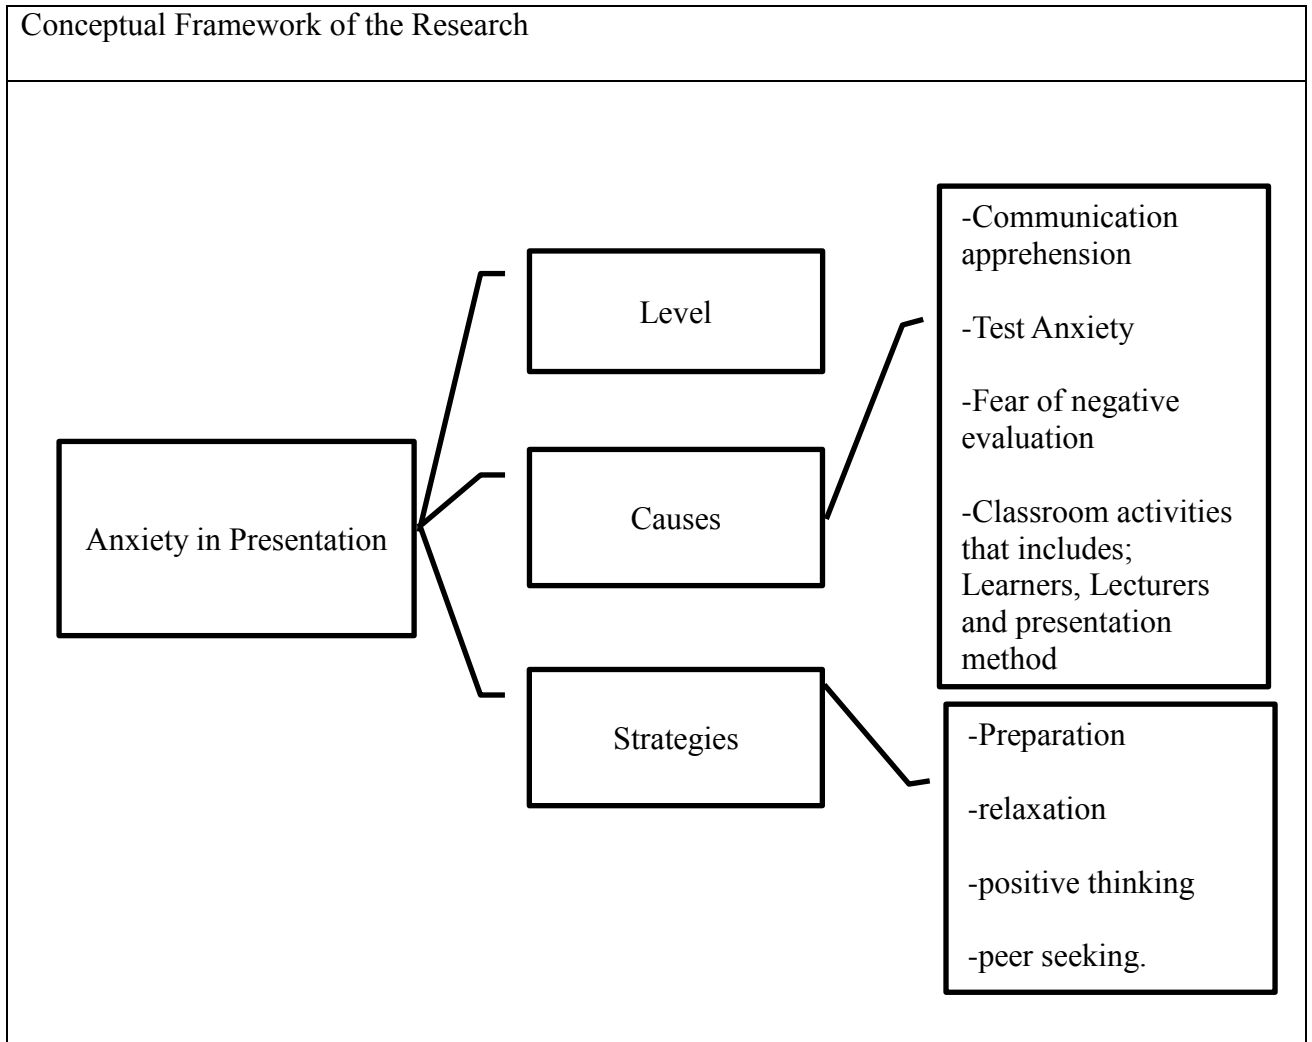 Conceptual Framework of the Research
Anxiety in Presentation
Level
Causes
Strategies
-Communication
apprehension
-Test Anxiety
-Fear of negative
evaluation
-Classroom activities
that includes;
Learners, Lecturers
and presentation
method
-Preparation
-relaxation
-positive thinking
-peer seeking.